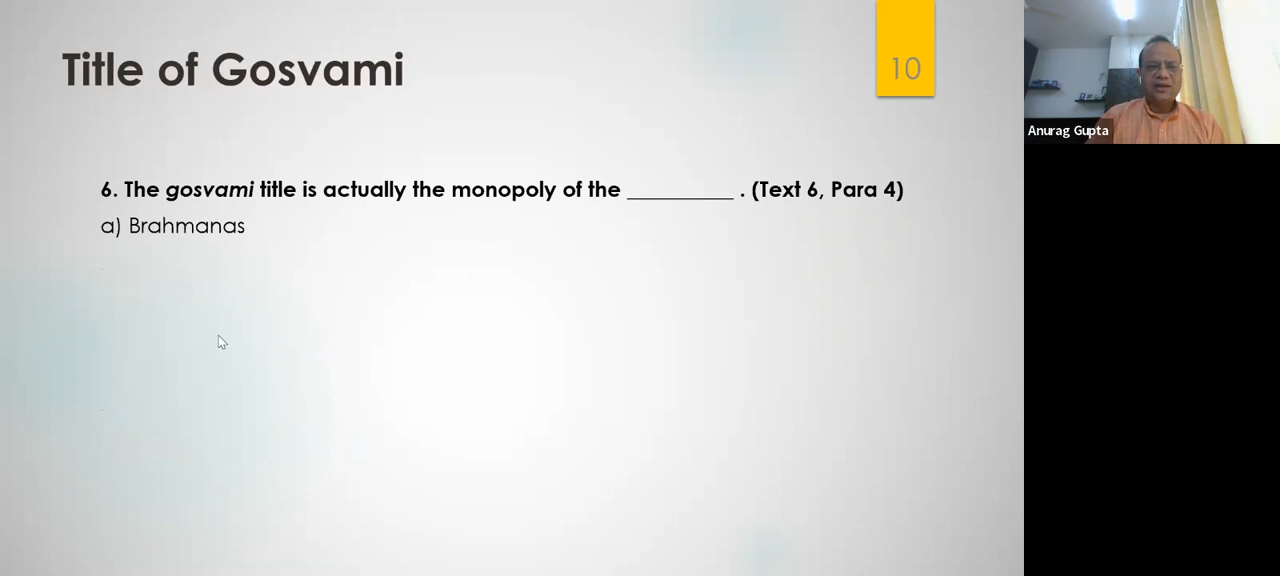 Title of Gosvami
10
6. The gosvami title is actually the monopoly of the __________ . (Text 6, Para 4)
a) Brahmanas
Anurag Gupta